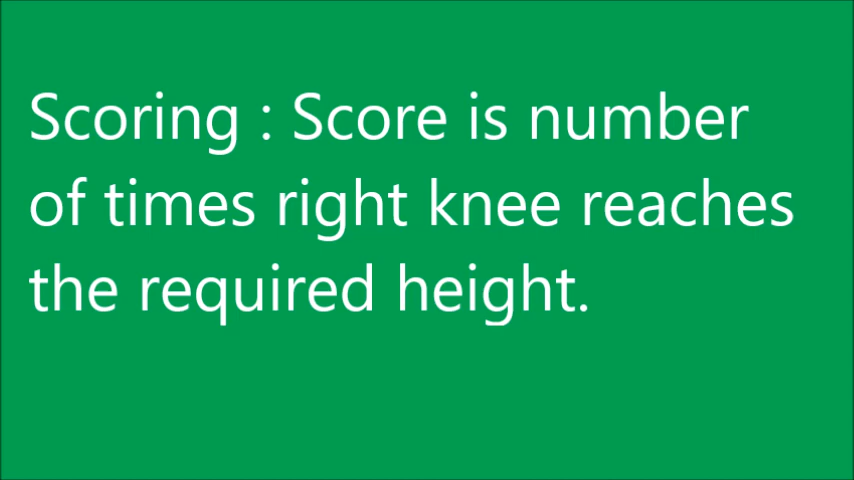 Scoring : Score is number
of times right knee reaches
the required height.